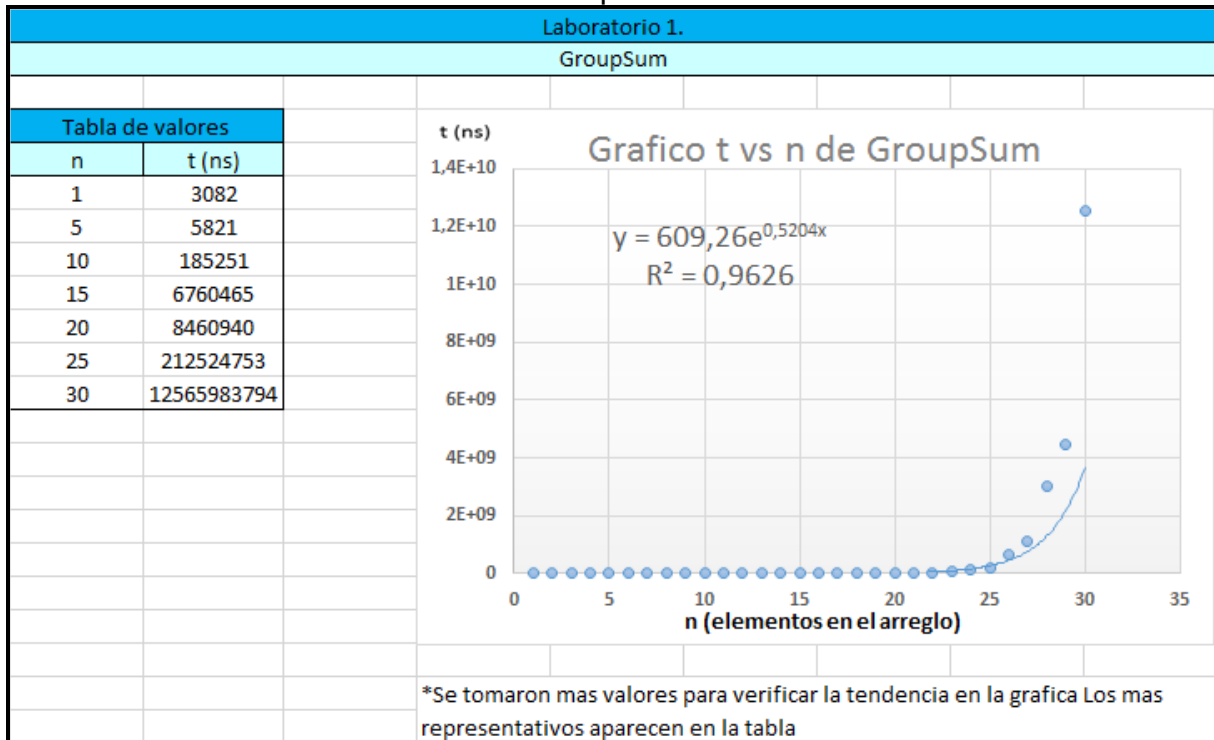 Laboratorio 1.
GroupSum
Tabla de valores
n t (ns)
1 3082
5 5821
10 185251
15 6760465
20 8460940
25 212524753
30 12565983794
t (ns)
Grafico t vs n de GroupSum
y = 609,26e^0,5204x
R² = 0,9626
1,4E+10
1,2E+10
1E+10
8E+09
6E+09
4E+09
2E+09
0
0 5 10 15 20 25 30 35
n (elementos en el arreglo)
*Se tomaron mas valores para verificar la tendencia en la grafica Los mas
representativos aparecen en la tabla